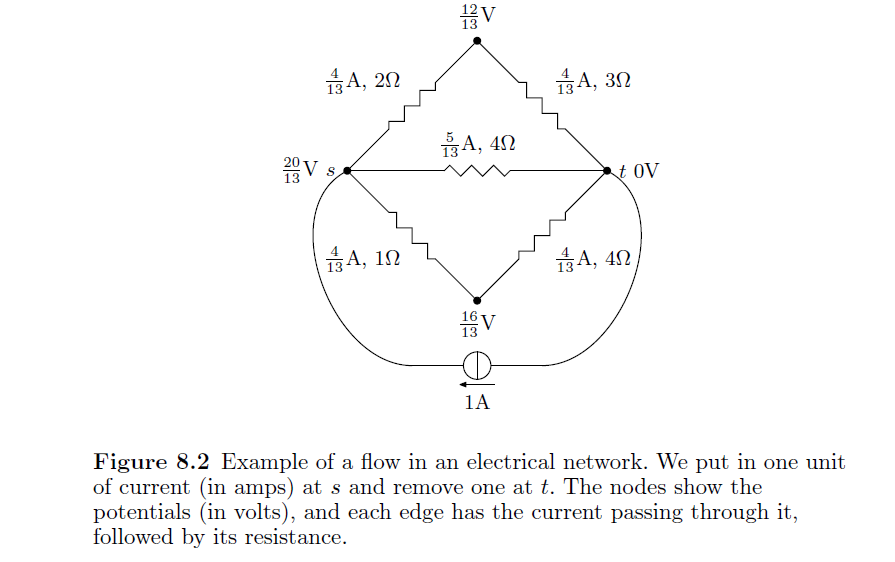 12/13 V
4/13 A, 2Ω
4/13 A, 3Ω
5/13 A, 4Ω
20/13 V s
t 0V
4/13 A, 1Ω
4/13 A, 4Ω
16/13 V
1A
Figure 8.2 Example of a flow in an electrical network. We put in one unit
of current (in amps) at s and remove one at t. The nodes show the
potentials (in volts), and each edge has the current passing through it,
followed by its resistance.